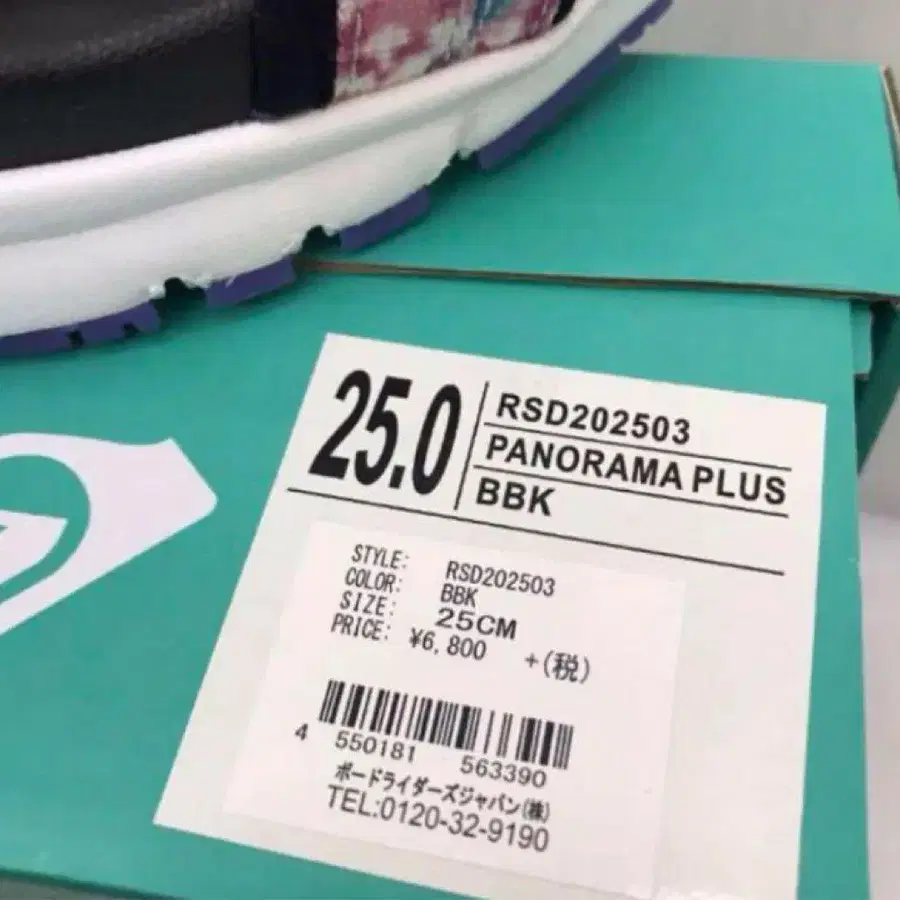 25.0
RSD202503
PANORAMA PLUS
BBK
STYLE: RSD202503
COLOR: BBK
SIZE: 25CM
PRICE: ¥6,800 +(税)
4 550181 563390
ボードライダーズジャパン(株)
TEL:0120-32-9190